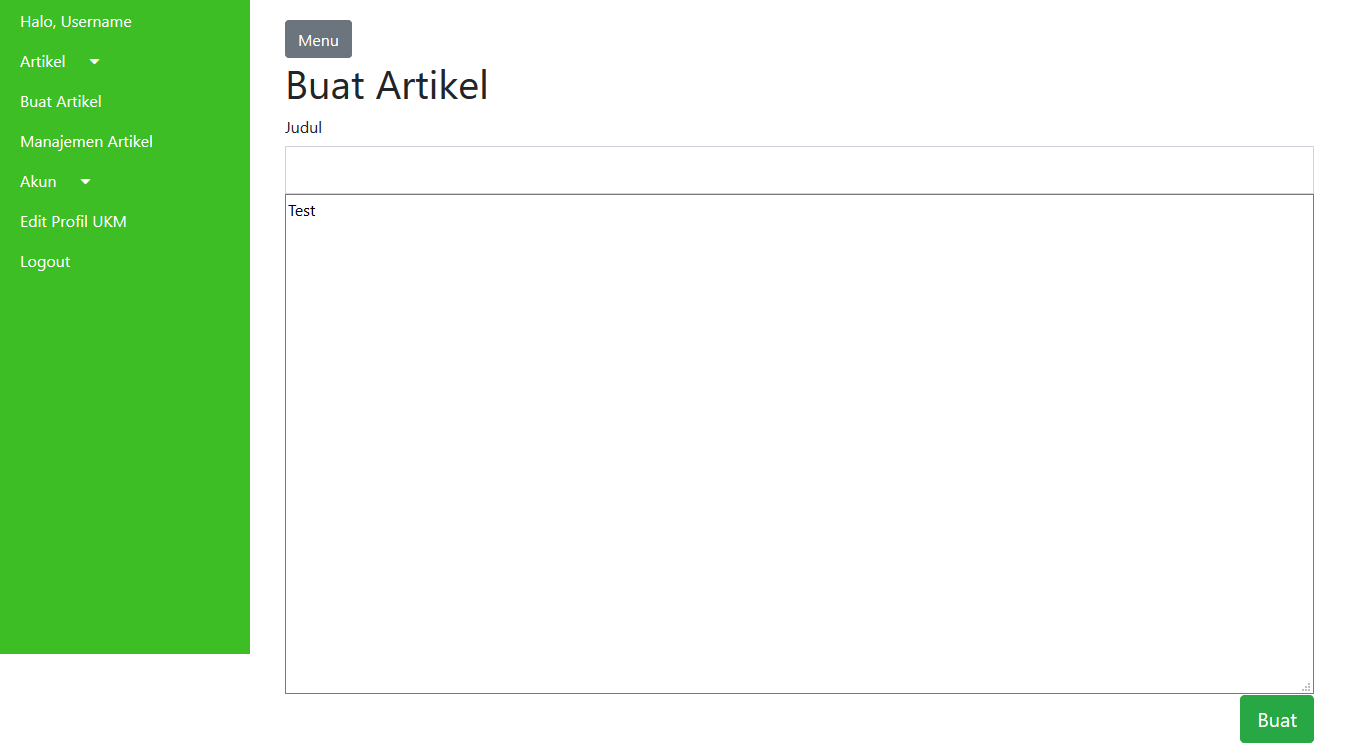 Halo, Username
Artikel
Buat Artikel
Manajemen Artikel
Akun
Edit Profil UKM
Logout
Menu
Buat Artikel
Judul
Test
Buat